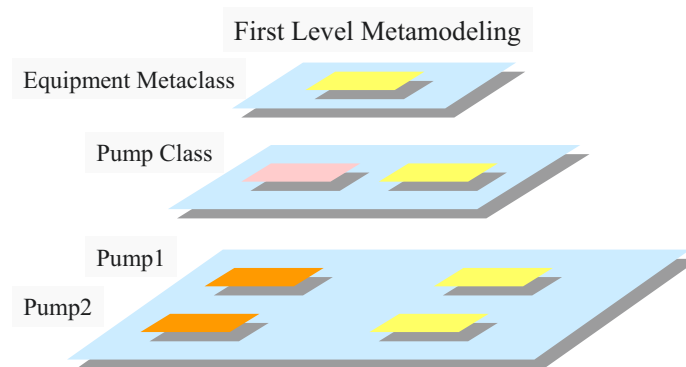 First Level Metamodeling
Equipment Metaclass
Pump Class
Pump1
Pump2